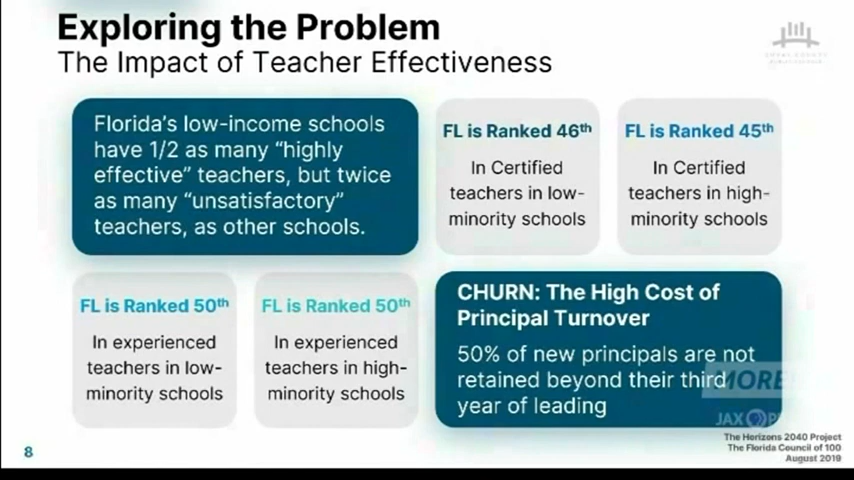 Exploring the Problem
The Impact of Teacher Effectiveness
Florida's low-income schools
have 1/2 as many “highly
effective” teachers, but twice
as many “unsatisfactory”
teachers, as other schools.
FL is Ranked 46th
In Certified
teachers in low-
minority schools
FL is Ranked 45th
In Certified
teachers in high-
minority schools
FL is Ranked 50th
In experienced
teachers in low-
minority schools
FL is Ranked 50th
In experienced
teachers in high-
minority schools
CHURN: The High Cost of
Principal Turnover
50% of new principals are not
retained beyond their third
year of leading
MORE
JAX PBS
The Horizons 2040 Project
The Florida Council of 100
August 2019
8